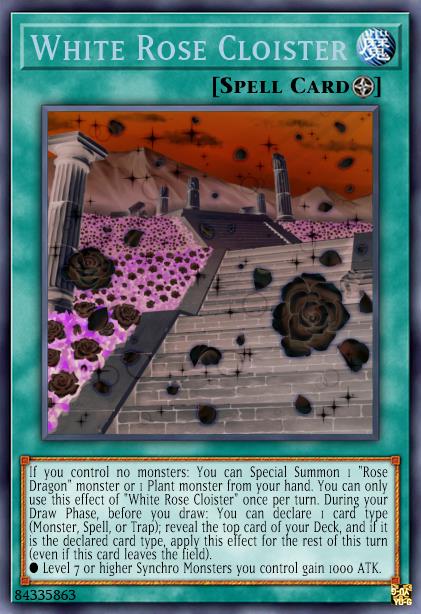 White Rose Cloister
魔
[Spell Card]
If you control no monsters: You can Special Summon 1 "Rose
Dragon" monster or 1 Plant monster from your hand. You can only
use this effect of "White Rose Cloister" once per turn. During your
Draw Phase, before you draw: You can declare 1 card type
(Monster, Spell, or Trap); reveal the top card of your Deck, and if it
is the declared card type, apply this effect for the rest of this turn
(even if this card leaves the field).
● Level 7 or higher Synchro Monsters you control gain 1000 ATK.
84335863